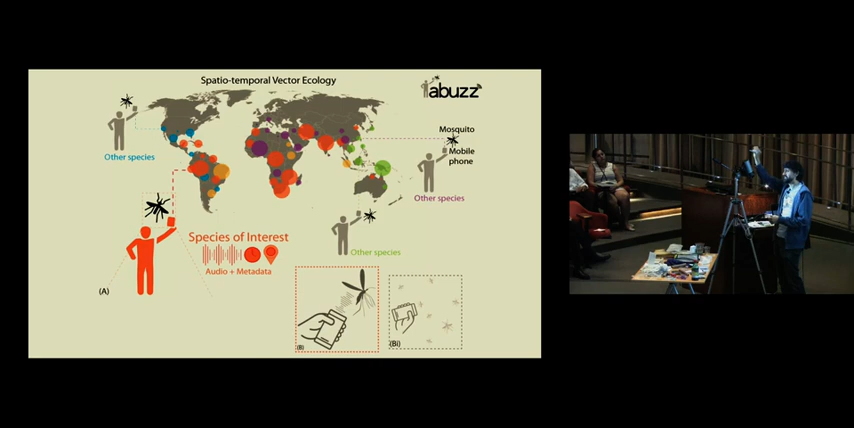 Spatio-temporal Vector Ecology
abuzz
Mosquito
Mobile
phone
Other species
Other species
Species of Interest
Audio + Metadata
Other species
(A)
(B)
(Bi)